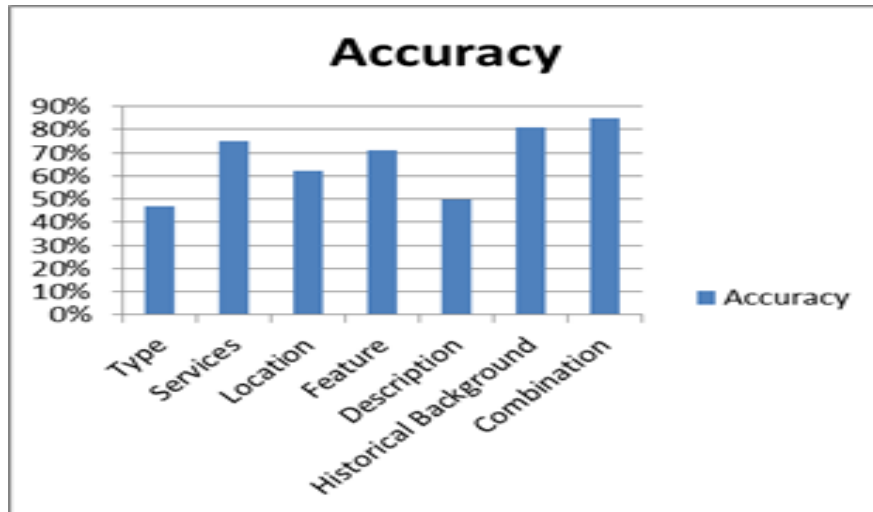 Accuracy
90%
80%
70%
60%
50%
40%
30%
20%
10%
0%
Type
Services
Location
Feature
Description
Historical Background
Combination
Accuracy